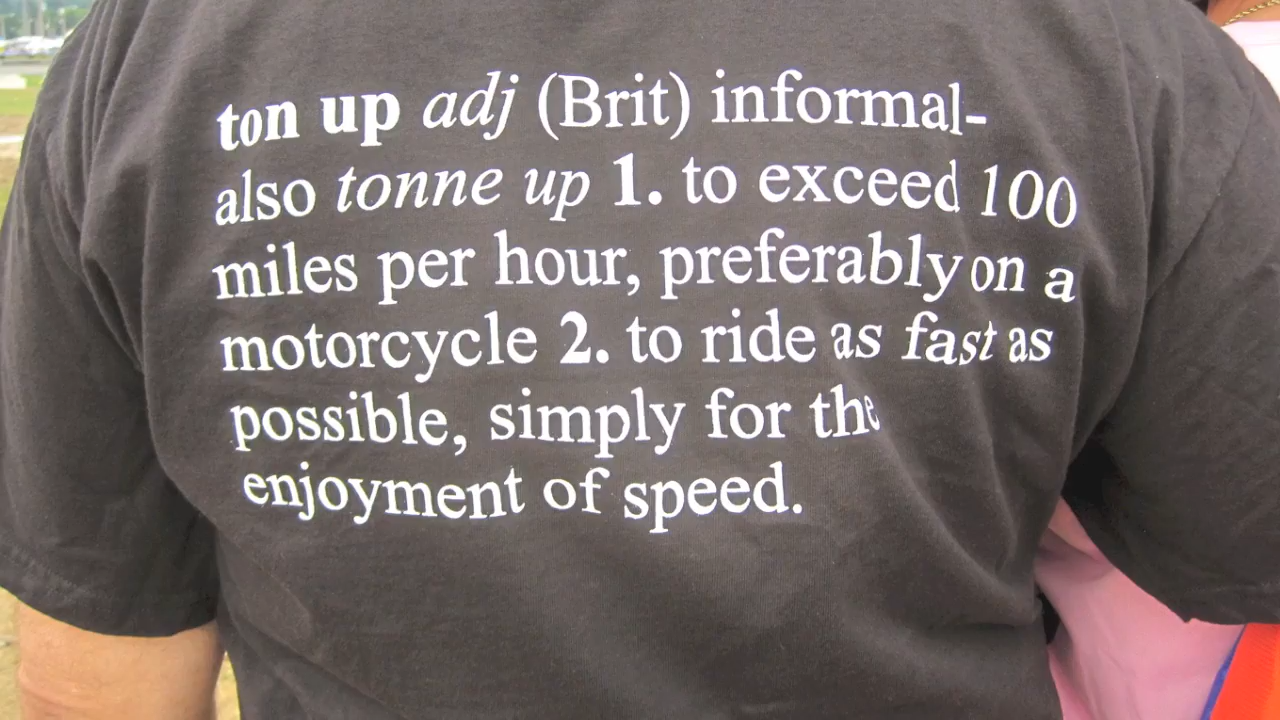 ton up adj (Brit) informal-
also tonne up 1. to exceed 100
miles per hour, preferably on a
motorcycle 2. to ride as fast as
possible, simply for the
enjoyment of speed.